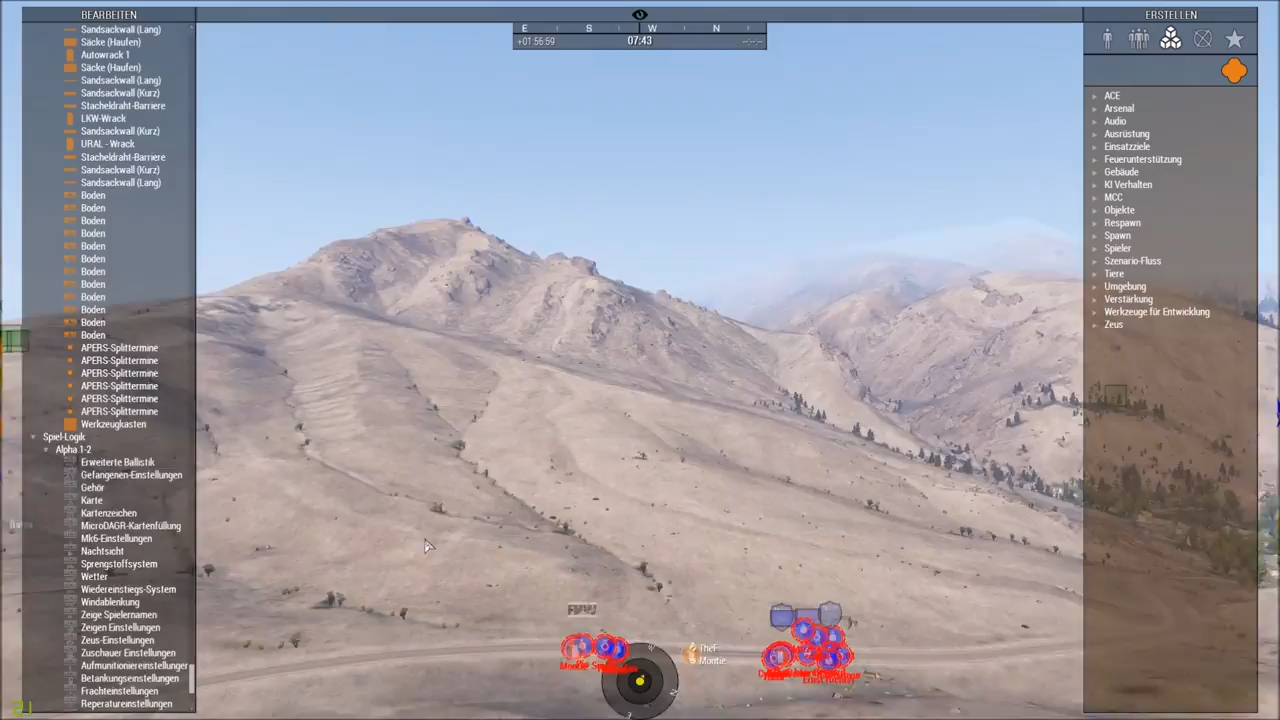 BEARBEITEN
Sandsackwall (Lang)
Säcke (Haufen)
Autowrack 1
Säcke (Haufen)
Sandsackwall (Lang)
Sandsackwall (Kurz)
Stacheldraht-Barriere
LKW-Wrack
Sandsackwall (Kurz)
URAL - Wrack
Stacheldraht-Barriere
Sandsackwall (Kurz)
Sandsackwall (Lang)
Boden
Boden
Boden
Boden
Boden
Boden
Boden
Boden
Boden
Boden
Boden
Boden
APERS-Splittermine
APERS-Splittermine
APERS-Splittermine
APERS-Splittermine
APERS-Splittermine
APERS-Splittermine
Werkzeugkasten
Spiel-Logik
Alpha 1-2
Erweiterte Ballistik
Gefangenen-Einstellungen
Gehör
Karte
Kartenzeichen
MicroDAGR-Kartenfüllung
Mk6-Einstellungen
Nachtsicht
Sprengstoffsystem
Wetter
Wiedereinstiegs-System
Windablenkung
Zeige Spielernamen
Zeigen Einstellungen
Zeus-Einstellungen
Zuschauer Einstellungen
Aufmunitioniereinstellunger
Betankungseinstellungen
Frachteinstellungen
Reperatureinstellungen
21
E S W N
+01:56:59 07:43 --:--:--
TheF
Montie
ERSTELLEN
ACE
Arsenal
Audio
Ausrüstung
Einsatzziele
Feuerunterstützung
Gebäude
KI Verhalten
MCC
Objekte
Respawn
Spawn
Spieler
Szenario-Fluss
Tiere
Umgebung
Verstärkung
Werkzeuge für Entwicklung
Zeus